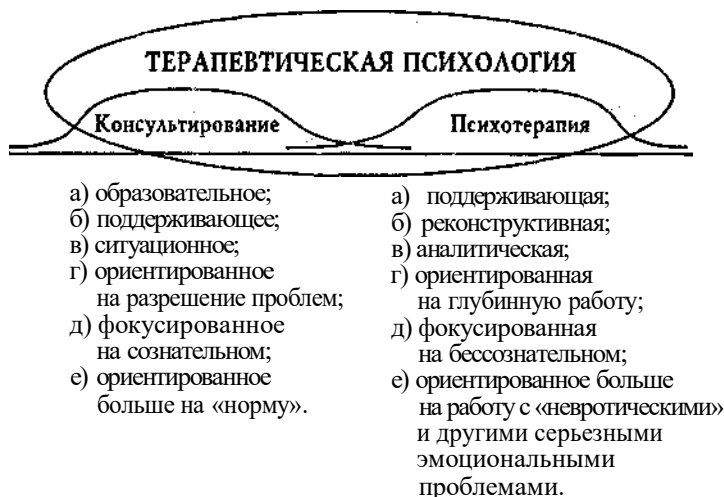 ТЕРАПЕВТИЧЕСКАЯ ПСИХОЛОГИЯ
Консультирование
Психотерапия
а) образовательное;
б) поддерживающее;
в) ситуационное;
г) ориентированное
на разрешение проблем;
д) фокусированное
на сознательном;
е) ориентированное
больше на «норму».
а) поддерживающая;
б) реконструктивная;
в) аналитическая;
г) ориентированная
на глубинную работу;
д) фокусированная
на бессознательном;
е) ориентированное больше
на работу с «невротическими»
и другими серьезными
эмоциональными
проблемами.